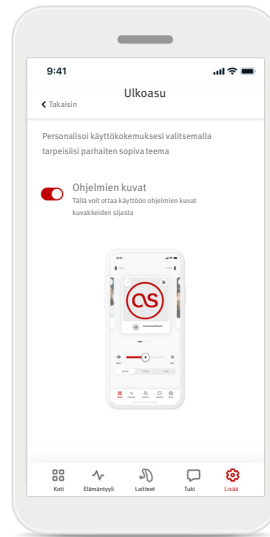 9:41
Ulkoasu
Takaisin
Personalisoi käyttökokemuksesi valitsemalla
tarpeisiisi parhaiten sopiva teema
Ohjelmien kuvat
Tällä voit ottaa käyttöön ohjelmien kuvat
kuvakkeiden sijasta
Koti Elämäntyyli Laitteet Tuki Lisää